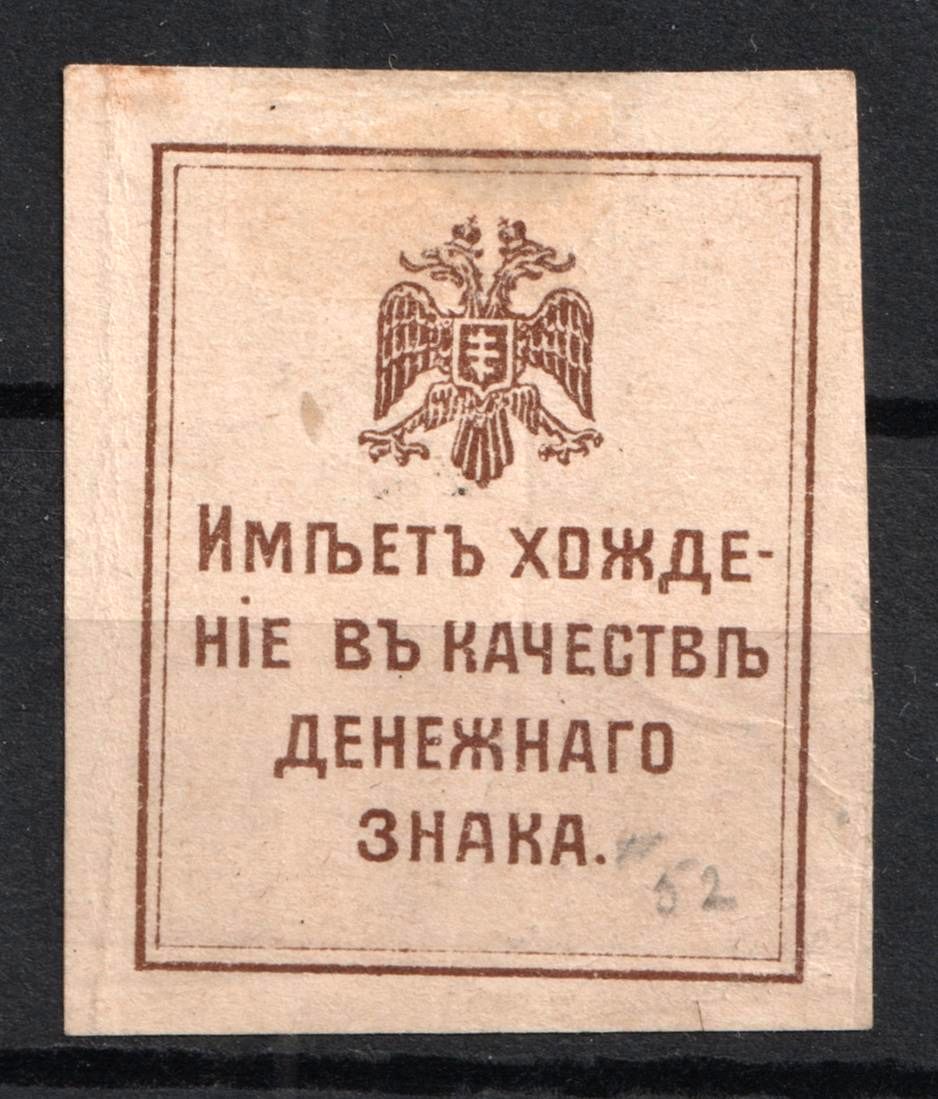 Имѣетъ хожде-
ніе въ качествѣ
денежнаго
знака.
52